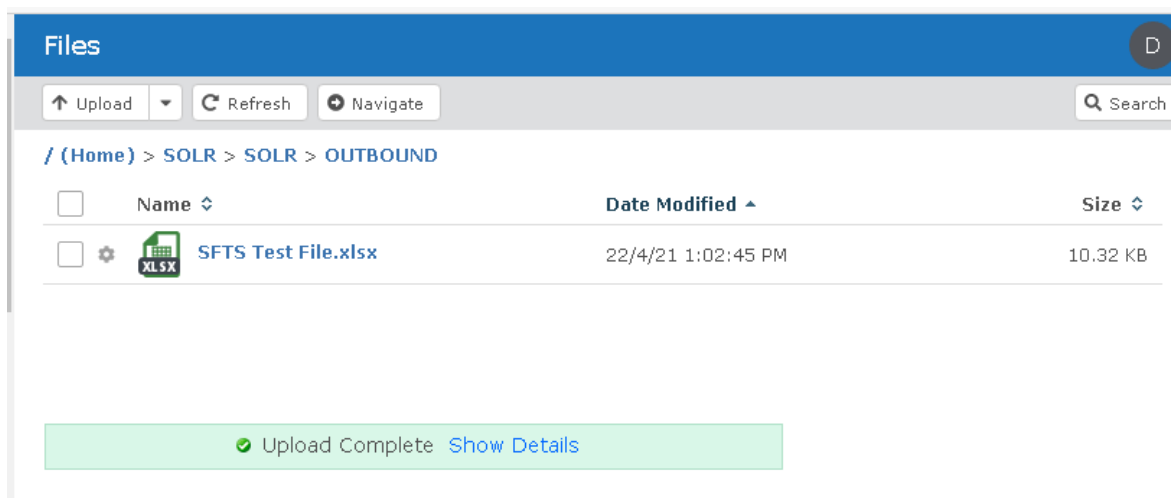 Files
D
Upload Refresh Navigate Search
/ (Home) > SOLR > SOLR > OUTBOUND
Name Date Modified Size
XLSX SFTS Test File.xlsx 22/4/21 1:02:45 PM 10.32 KB
Upload Complete Show Details